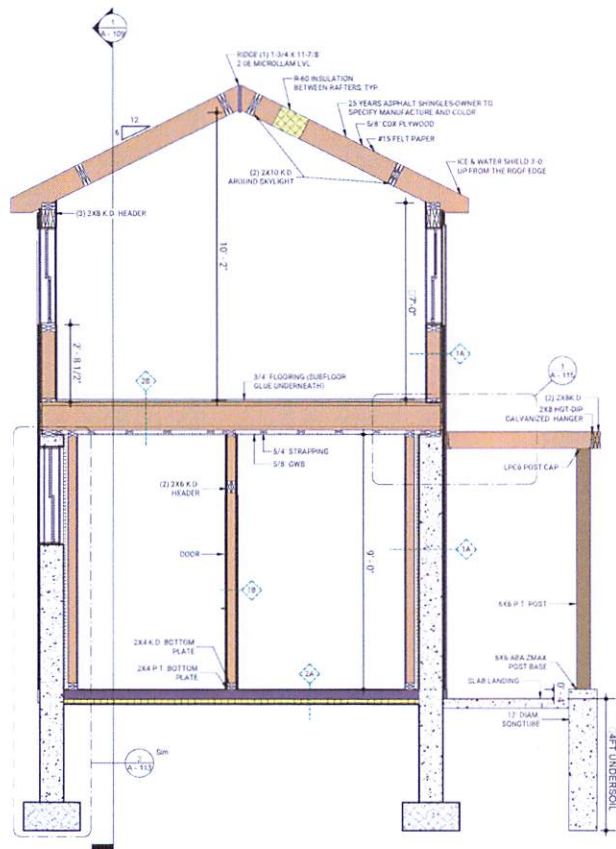 1
A - 109
RIDGE (1) 1-3/4 X 11-7/8
2.0E MICROLLAM LVL
R-60 INSULATION
BETWEEN RAFTERS, TYP.
25 YEARS ASPHALT SHINGLES-OWNER TO
SPECIFY MANUFACTURE AND COLOR
5/8" CDX PLYWOOD
#15 FELT PAPER
12
6
(2) 2X10 K.D.
AROUND SKYLIGHT
ICE & WATER SHIELD 3'-0
UP FROM THE ROOF EDGE
(3) 2X8 K.D. HEADER
10'-2"
7'-0"
2'-8 1/2"
3/4 FLOORING (SUBFLOOR
GLUE UNDERNEATH)
2B
1A
1
A - 115
(2) 2X8K.D
2X8 HOT-DIP
GALVANIZED HANGER
5/4 STRAPPING
5/8 GWB
LPC6 POST CAP
(2) 2X6 K.D
HEADER
DOOR
9'-0"
1A
1B
6X6 P.T. POST
2X4 K.D. BOTTOM
PLATE
2X4 P.T. BOTTOM
PLATE
2A
6X6 ABA ZMAX
POST BASE
SLAB LANDING
12" DIAM.
SONOTUBE
4FT UNDERSOIL
Sim
2
A - 113